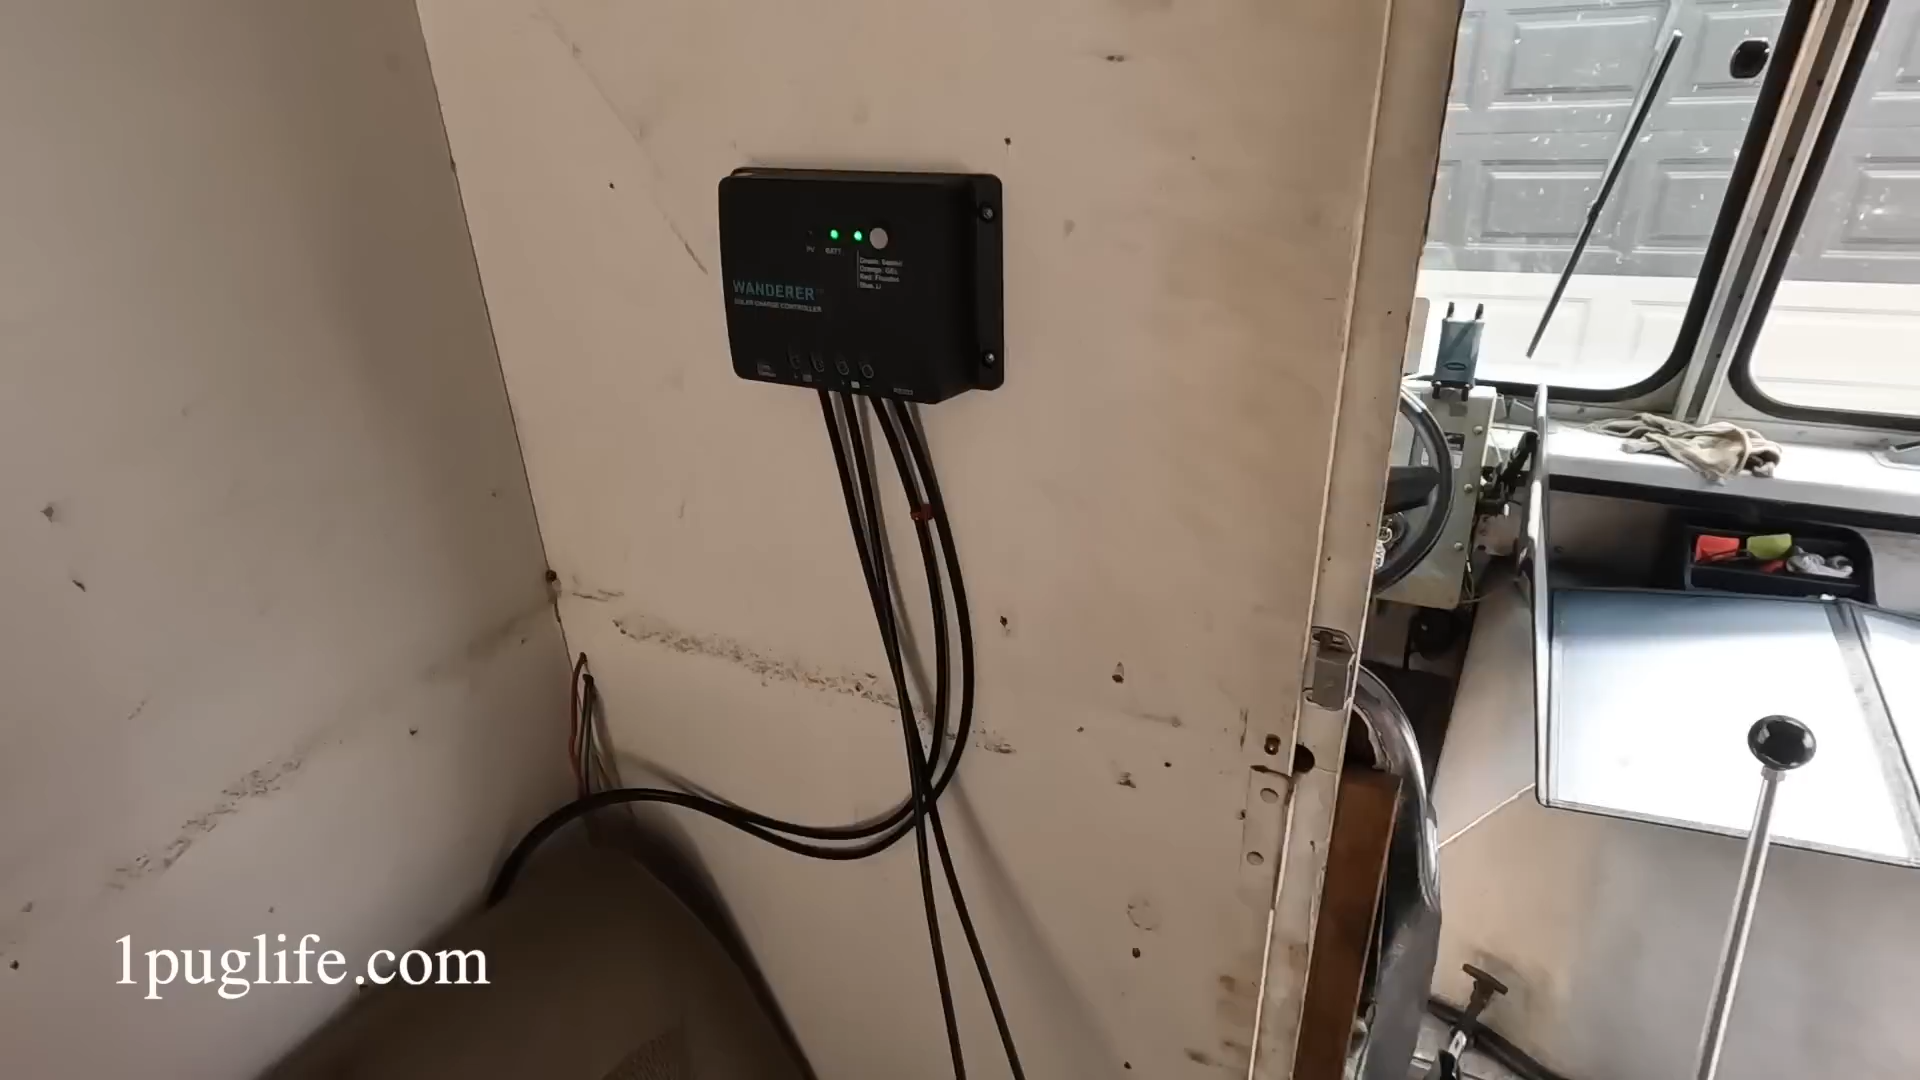 PV BATT
Green: Sealed
Orange: GEL
Red: Flooded
Blue: Li
WANDERER
SOLAR CHARGE CONTROLLER
1puglife.com